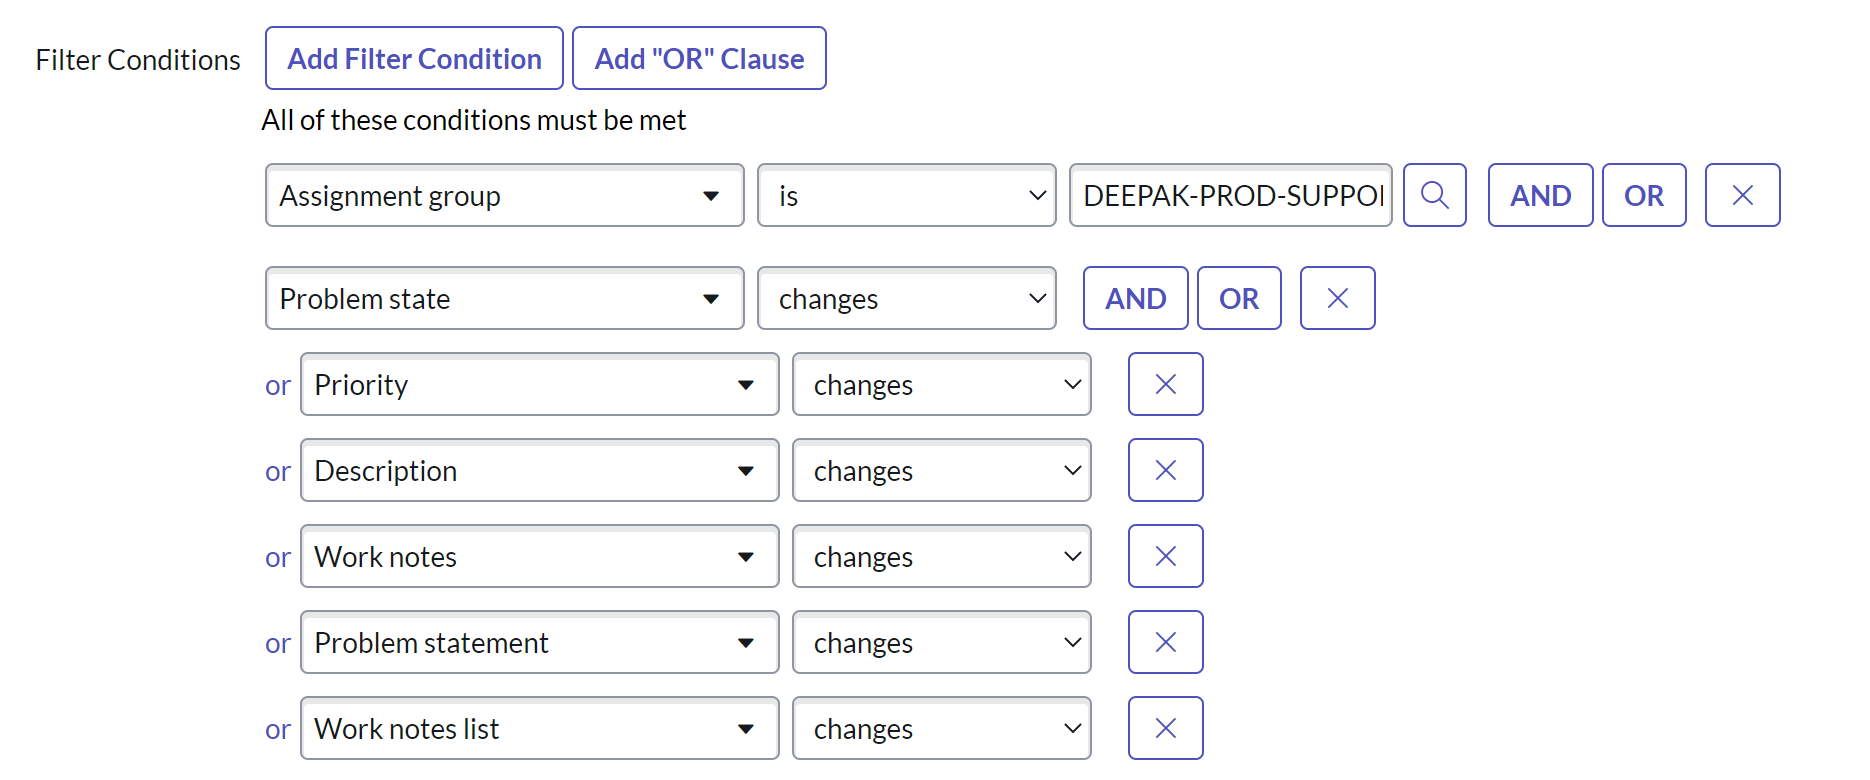 Filter Conditions Add Filter Condition Add "OR" Clause
All of these conditions must be met
Assignment group is DEEPAK-PROD-SUPPO AND OR
Problem state changes AND OR
or Priority changes
or Description changes
or Work notes changes
or Problem statement changes
or Work notes list changes